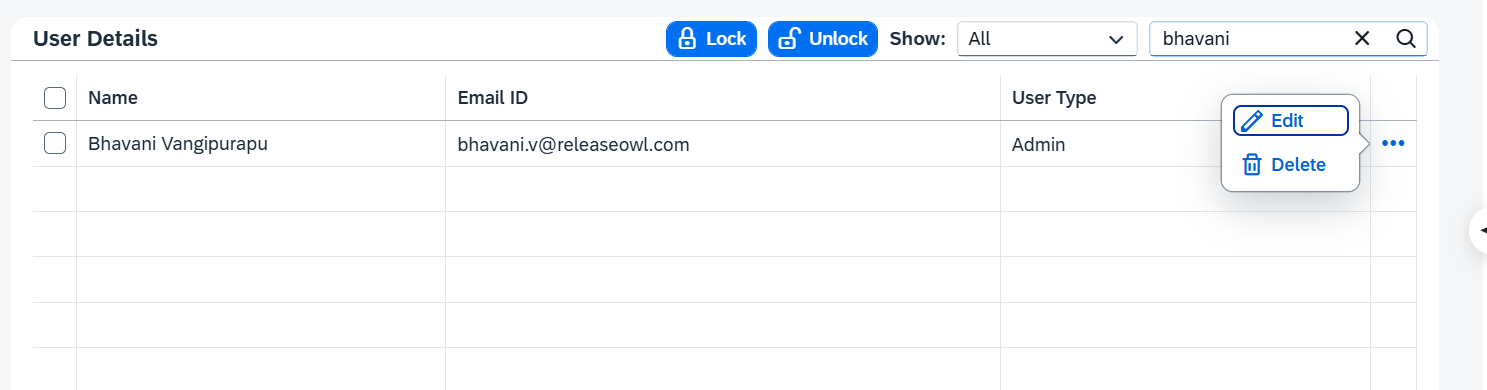 User Details Lock Unlock Show: All bhavani
Name Email ID User Type
Edit
Bhavani Vangipurapu bhavani.v@releaseowl.com Admin
Delete